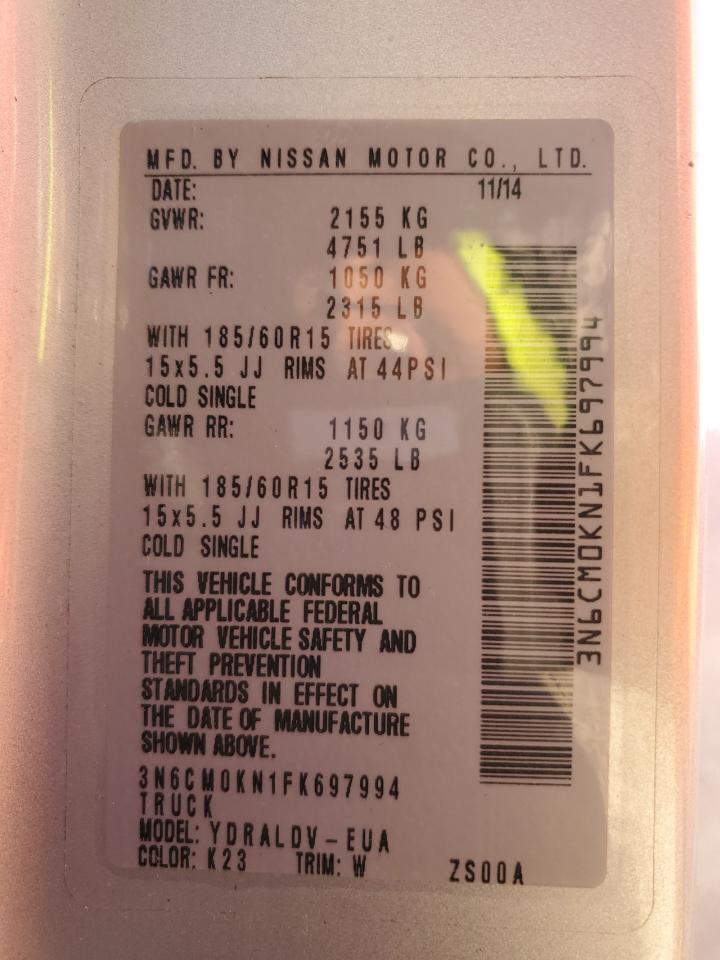 MFD. BY NISSAN MOTOR CO., LTD.
DATE: 11/14
GVWR: 2155 KG
4751 LB
GAWR FR: 1050 KG
2315 LB
WITH 185/60R15 TIRES
15x5.5 JJ RIMS AT 44PSI
COLD SINGLE
GAWR RR: 1150 KG
2535 LB
WITH 185/60R15 TIRES
15x5.5 JJ RIMS AT 48 PSI
COLD SINGLE
THIS VEHICLE CONFORMS TO
ALL APPLICABLE FEDERAL
MOTOR VEHICLE SAFETY AND
THEFT PREVENTION
STANDARDS IN EFFECT ON
THE DATE OF MANUFACTURE
SHOWN ABOVE.
3N6CM0KN1FK697994
TRUCK
MODEL: YDRALDV-EUA
COLOR: K23 TRIM: W ZS00A
3N6CM0KN1FK697994